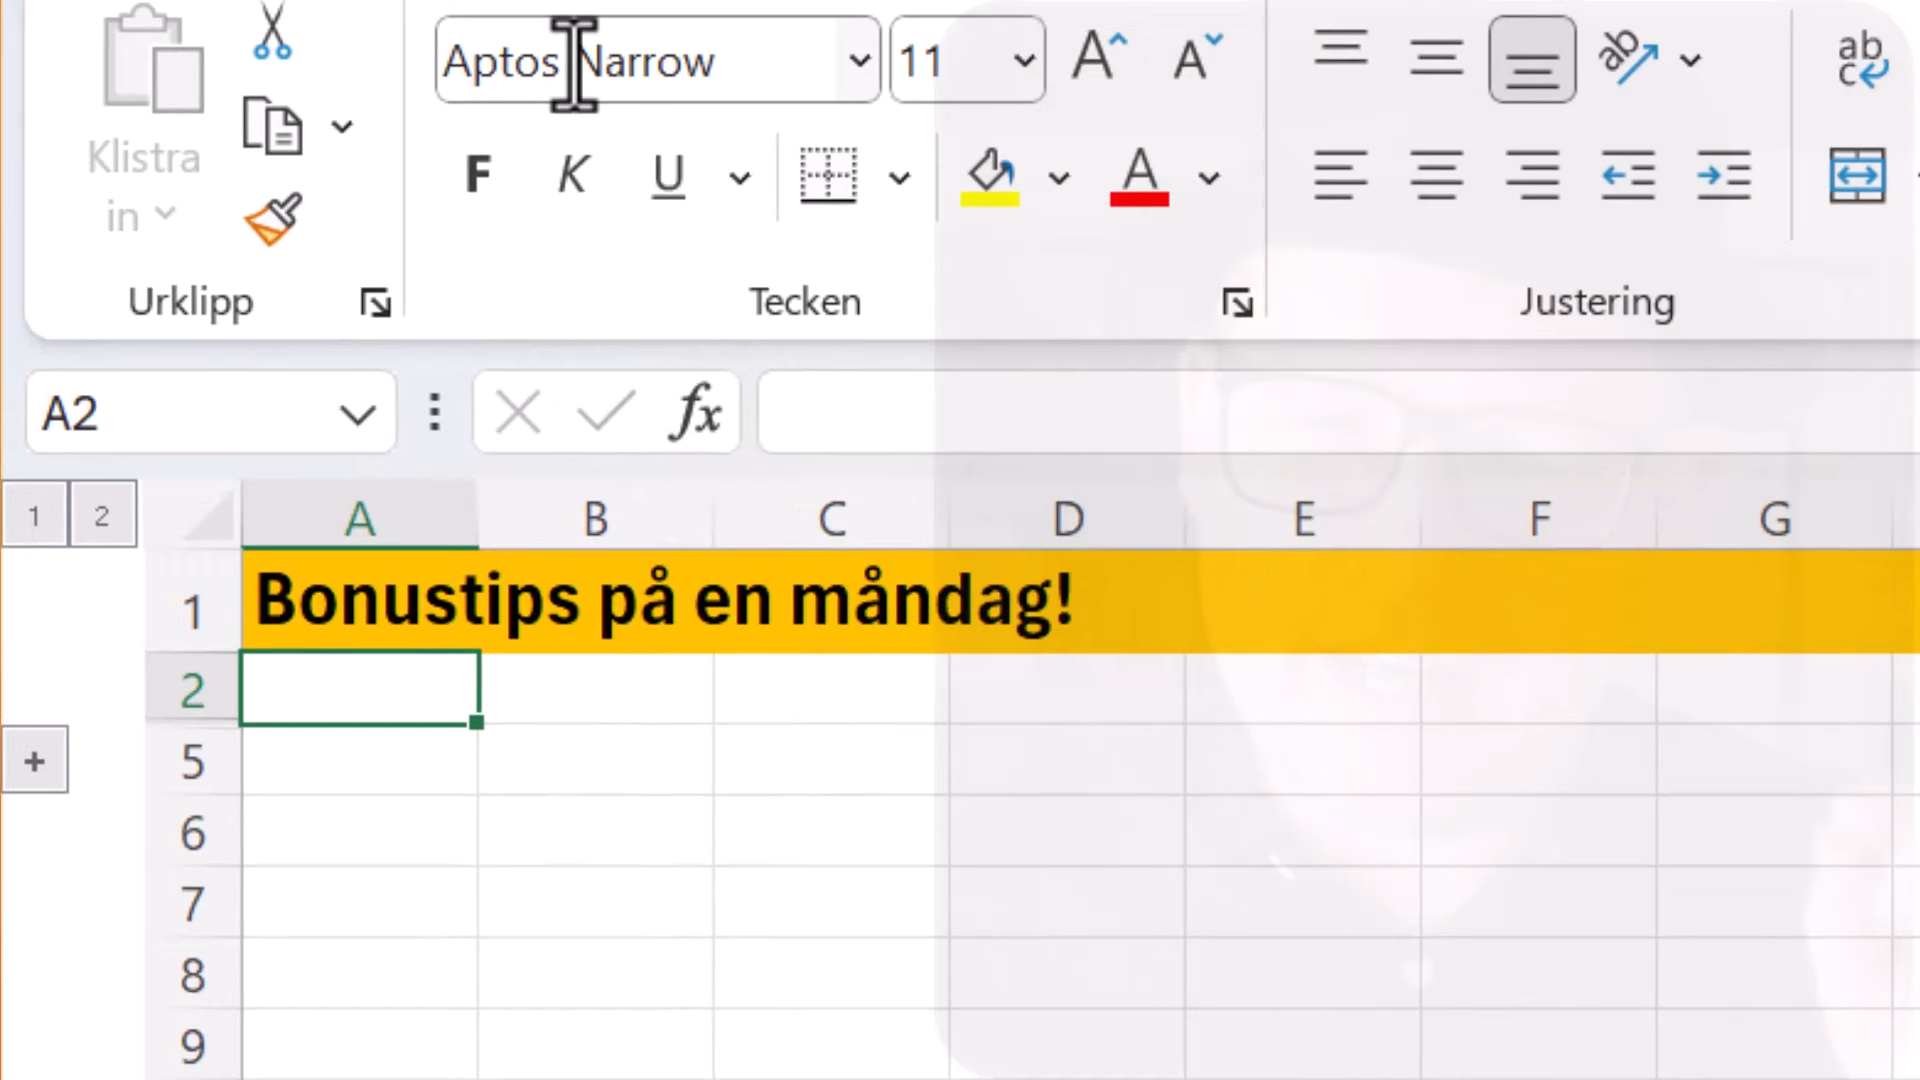 Aptos Narrow 11
Klistra
in
F K U A
ab
ab
c
Urklipp Tecken Justering
A2 fx
1 2 A B C D E F G
1 Bonustips på en måndag!
2
+ 5
6
7
8
9